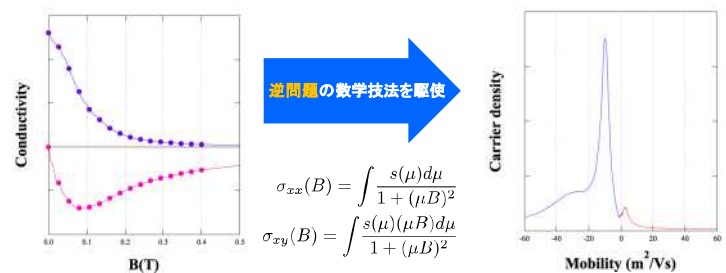 Conductivity
0.0 0.1 0.2 0.3 0.4 0.5
B(T)
逆問題の数学技法を駆使
σxx(B) = ∫ s(μ)dμ / 1 + (μB)²
σxy(B) = ∫ s(μ)(μB)dμ / 1 + (μB)²
Carrier density
-60 -40 -20 0 20 40 60
Mobility (m²/Vs)